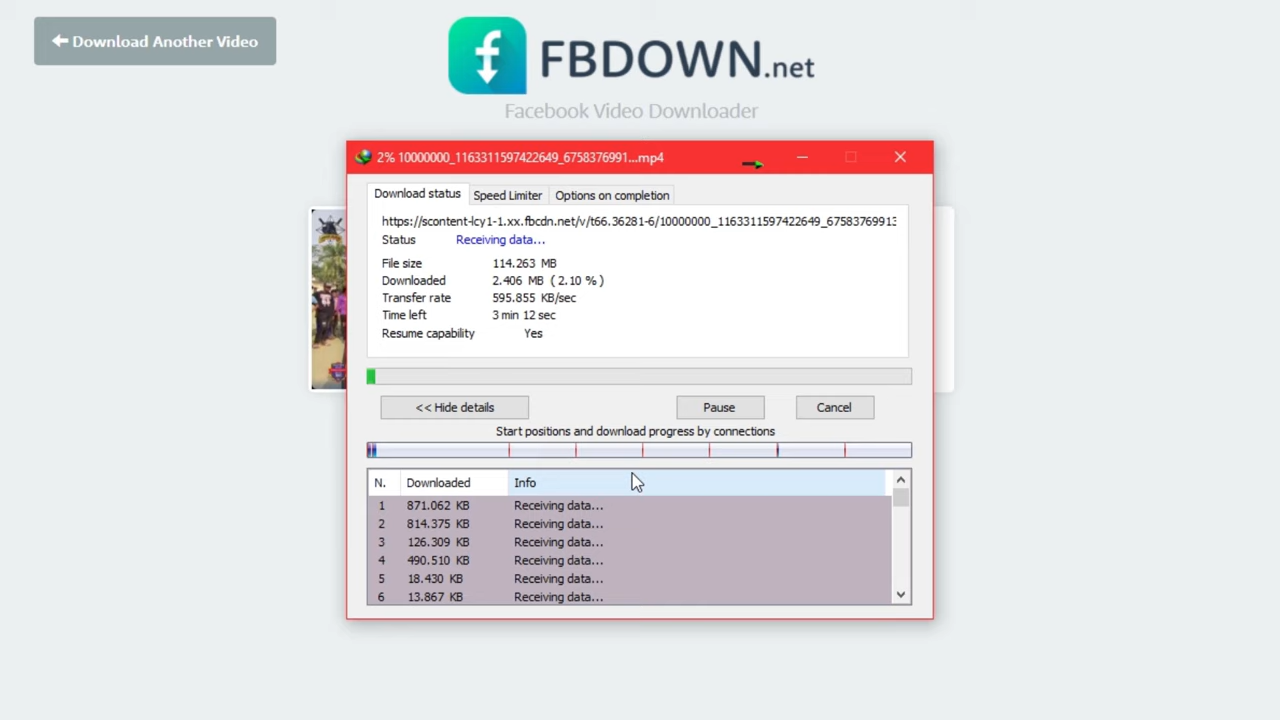 Download Another Video
FBDOWN.net
Facebook Video Downloader
2% 10000000_1163311597422649_6758376991...mp4
Download status
Speed Limiter
Options on completion
https://scontent-lcy1-1.xx.fbcdn.net/v/t66.36281-6/10000000_1163311597422649_67583769913
Status Receiving data...
File size 114.263 MB
Downloaded 2.406 MB ( 2.10 % )
Transfer rate 595.855 KB/sec
Time left 3 min 12 sec
Resume capability Yes
<< Hide details
Pause
Cancel
Start positions and download progress by connections
N. Downloaded Info
1 871.062 KB Receiving data...
2 814.375 KB Receiving data...
3 126.309 KB Receiving data...
4 490.510 KB Receiving data...
5 18.430 KB Receiving data...
6 13.867 KB Receiving data...